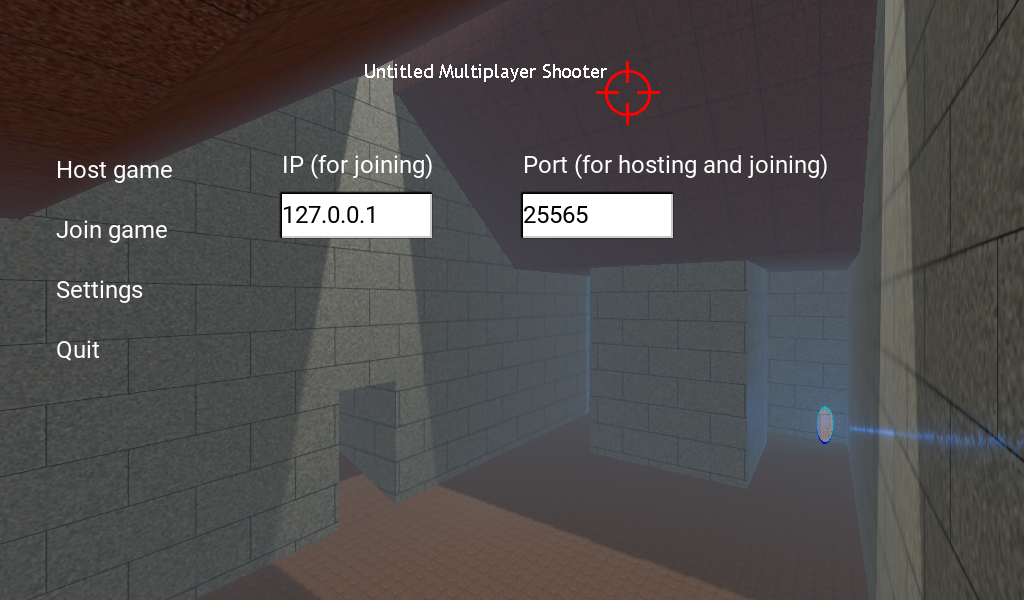 Untitled Multiplayer Shooter
Host game
IP (for joining)
Port (for hosting and joining)
127.0.0.1
25565
Join game
Settings
Quit